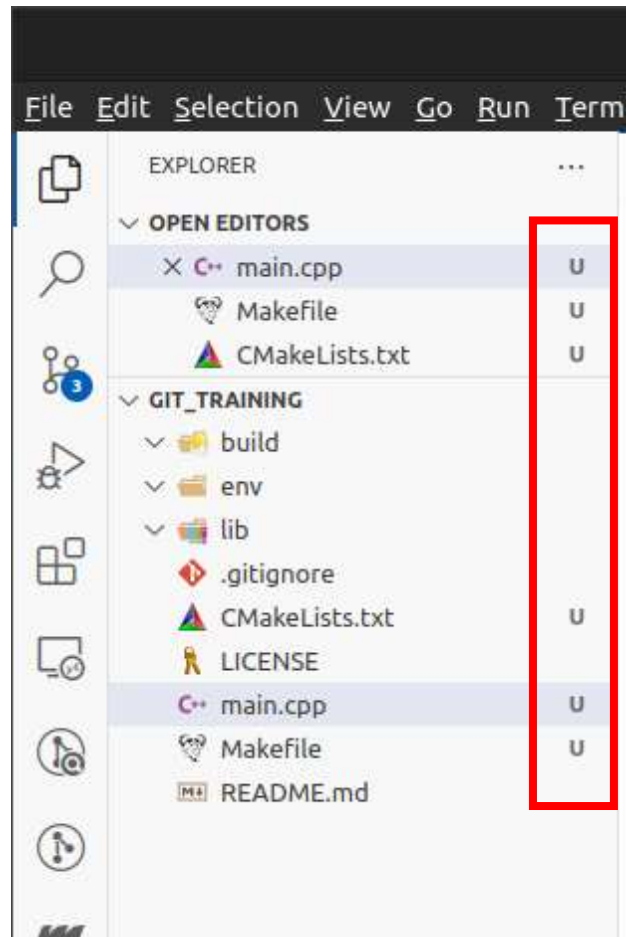 File Edit Selection View Go Run Term
EXPLORER ...
OPEN EDITORS
C++ main.cpp U
Makefile U
CMakeLists.txt U
3
GIT_TRAINING
build
env
lib
.gitignore
CMakeLists.txt U
LICENSE
C++ main.cpp U
Makefile U
M↓ README.md